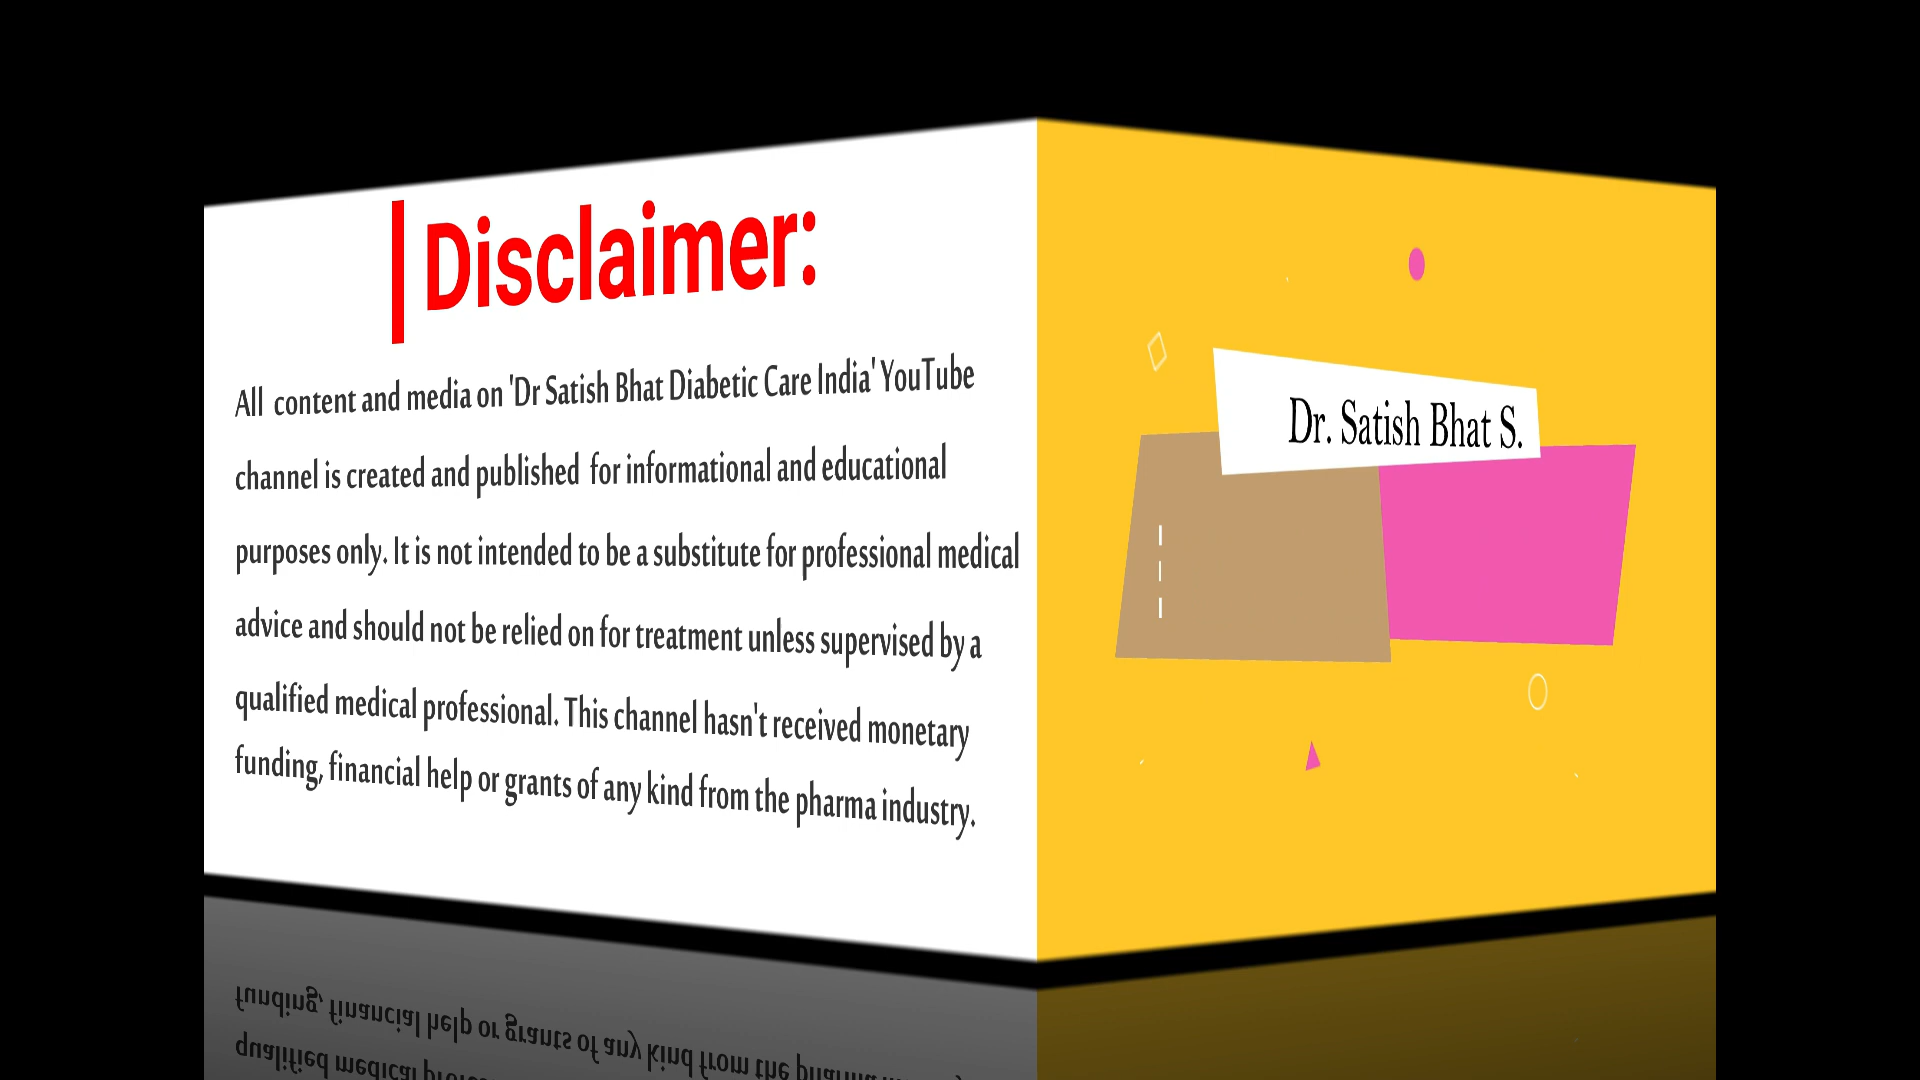 Disclaimer:
All content and media on 'Dr Satish Bhat Diabetic Care India' YouTube
channel is created and published for informational and educational
purposes only. It is not intended to be a substitute for professional medical
advice and should not be relied on for treatment unless supervised by a
qualified medical professional. This channel hasn't received monetary
funding, financial help or grants of any kind from the pharma industry.
Dr. Satish Bhat S.